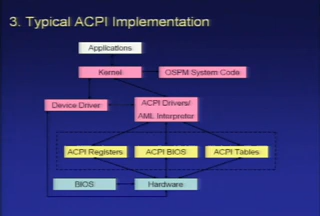 3. Typical ACPI Implementation
Applications
Kernel
OSPM System Code
Device Driver
ACPI Drivers/
AML Interpretor
ACPI Registers
ACPI BIOS
ACPI Tables
BIOS
Hardware